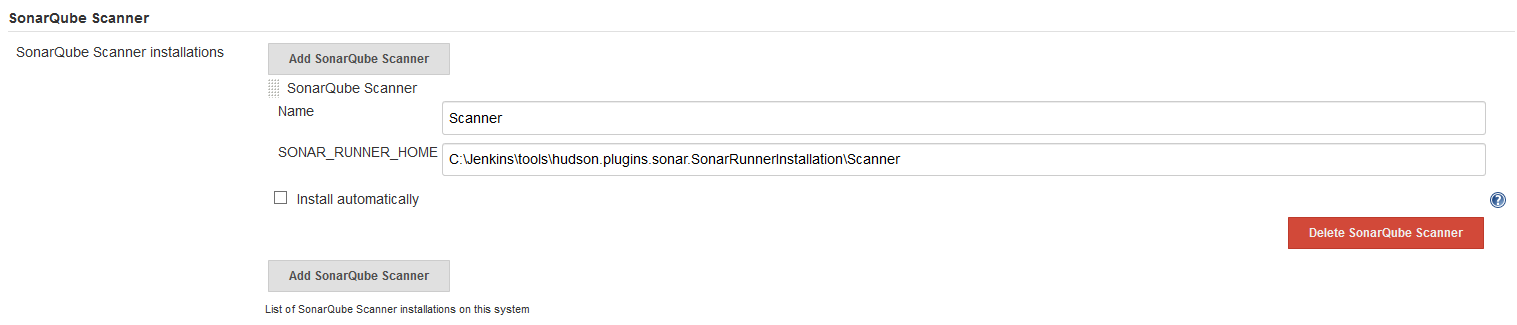 SonarQube Scanner
SonarQube Scanner installations
Add SonarQube Scanner
SonarQube Scanner
Name
Scanner
SONAR_RUNNER_HOME
C:\Jenkins\tools\hudson.plugins.sonar.SonarRunnerInstallation\Scanner
Install automatically
?
Delete SonarQube Scanner
Add SonarQube Scanner
List of SonarQube Scanner installations on this system